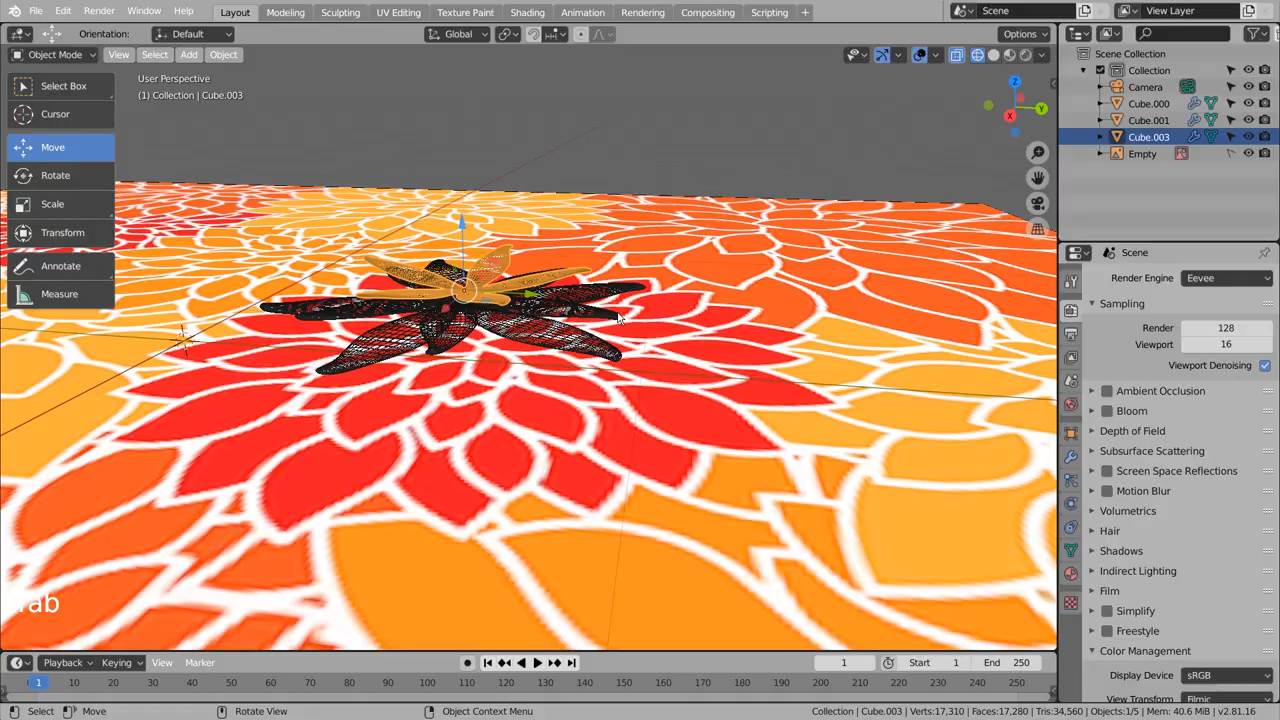 File Edit Render Window Help Layout Modeling Sculpting UV Editing Texture Paint Shading Animation Rendering Compositing Scripting + Scene View Layer
Orientation: Default Global Options
Object Mode View Select Add Object
User Perspective
(1) Collection | Cube.003
Select Box
Cursor
Move
Rotate
Scale
Transform
Annotate
Measure
Z
Y
X
Scene Collection
Collection
Camera
Cube.000
Cube.001
Cube.003
Empty
Scene
Render Engine Eevee
Sampling
Render 128
Viewport 16
Viewport Denoising
Ambient Occlusion
Bloom
Depth of Field
Subsurface Scattering
Screen Space Reflections
Motion Blur
Volumetrics
Hair
Shadows
Indirect Lighting
Film
Simplify
Freestyle
Color Management
Display Device sRGB
View Transform Filmic
Tab
Playback Keying View Marker 1 Start 1 End 250
1 10 20 30 40 50 60 70 80 90 100 110 120 130 140 150 160 170 180 190 200 210 220 230 240 250
Select Move Rotate View Object Context Menu Collection | Cube.003 | Verts:17,310 | Faces:17,280 | Tris:34,560 | Objects:1/5 | Mem: 40.6 MiB | v2.81.16